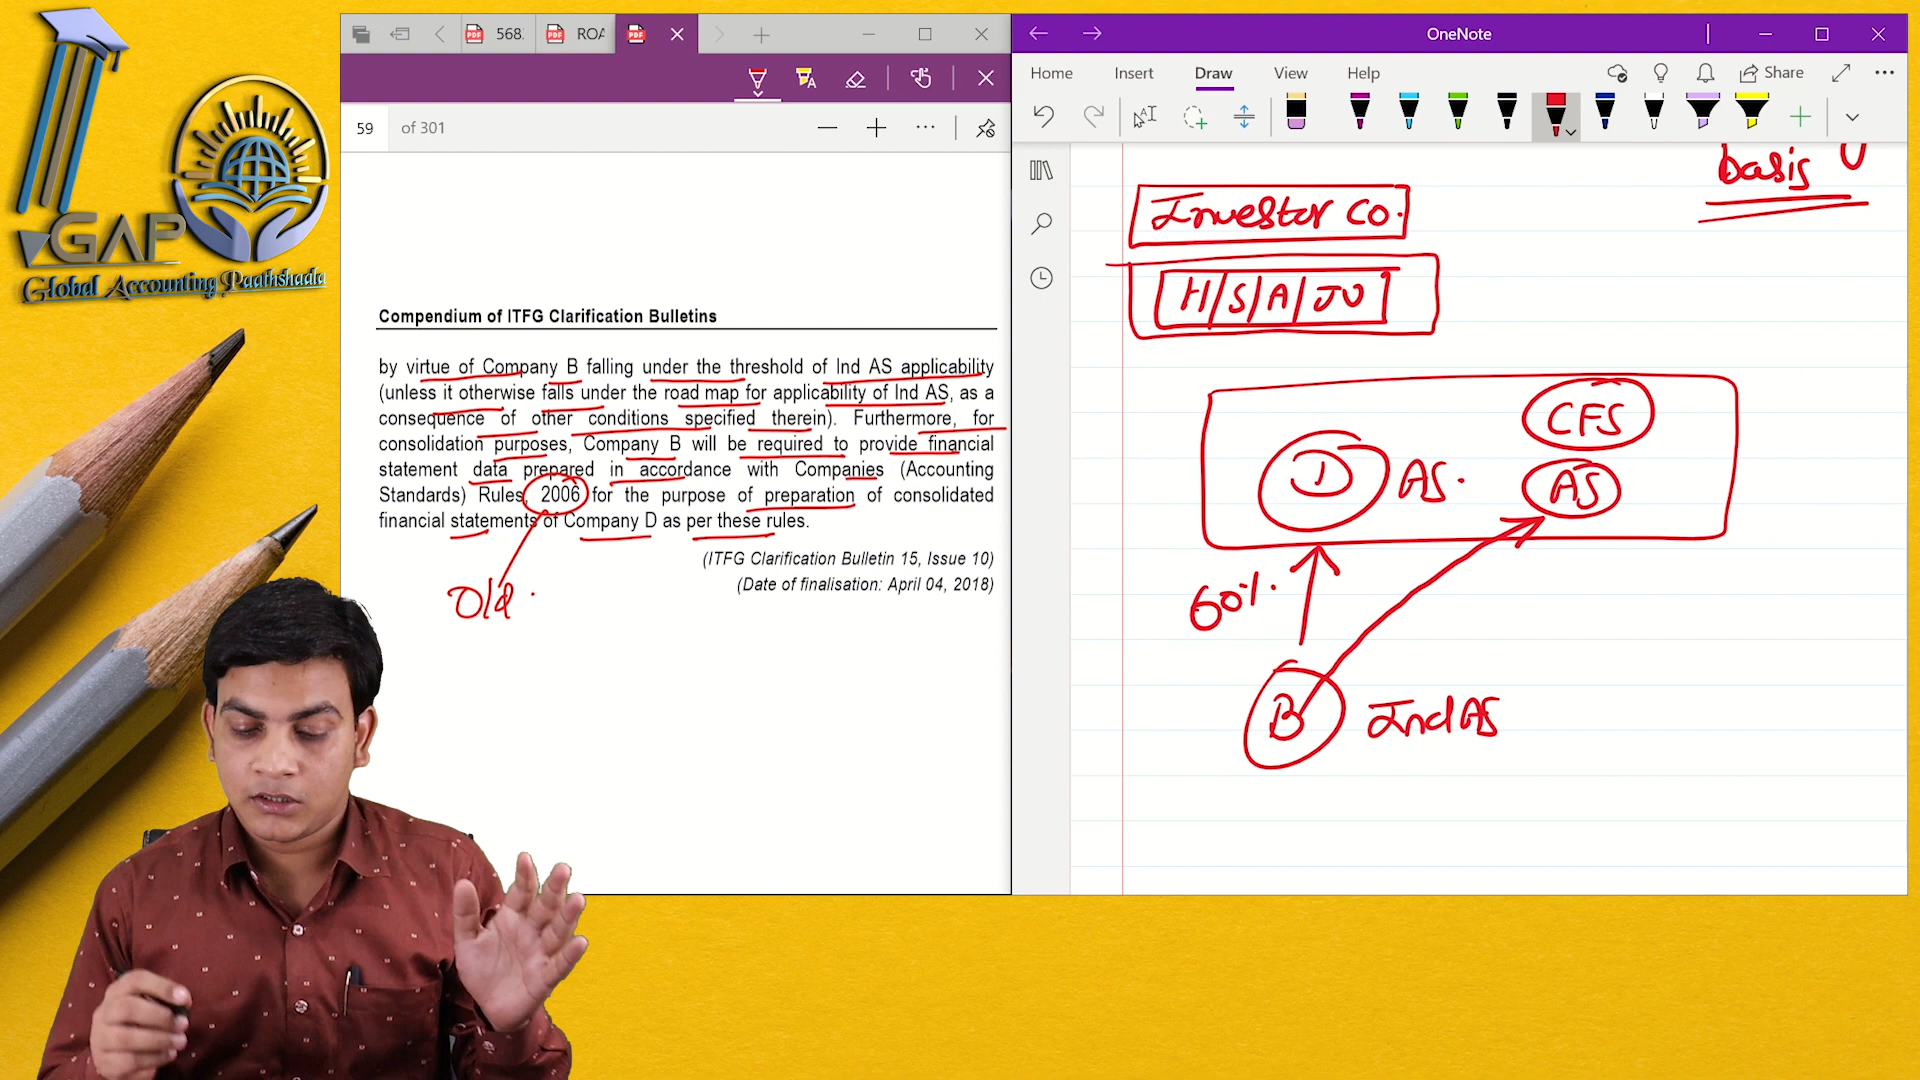 GAP
Global Accounting Paathshaala
568
ROA
59 of 301
Compendium of ITFG Clarification Bulletins
by virtue of Company B falling under the threshold of Ind AS applicability
(unless it otherwise falls under the road map for applicability of Ind AS, as a
consequence of other conditions specified therein). Furthermore, for
consolidation purposes, Company B will be required to provide financial
statement data prepared in accordance with Companies (Accounting
Standards) Rules, 2006 for the purpose of preparation of consolidated
financial statements of Company D as per these rules.
(ITFG Clarification Bulletin 15, Issue 10)
(Date of finalisation: April 04, 2018)
Old.
OneNote
Home Insert Draw View Help Share
basis
Investor Co.
H/S/A/JV
CFS
D AS. AS
60%.
B Ind AS